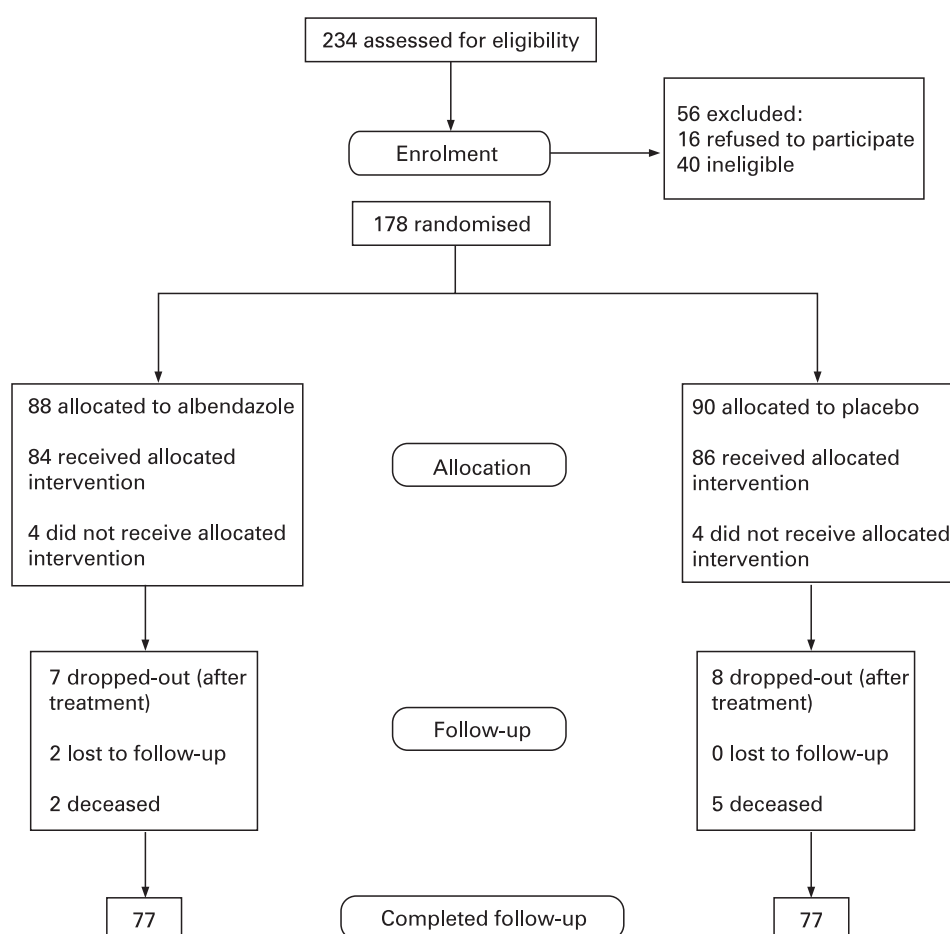 234 assessed for eligibility
56 excluded:
16 refused to participate
40 ineligible
Enrolment
178 randomised
88 allocated to albendazole
84 received allocated
intervention
4 did not receive allocated
intervention
Allocation
90 allocated to placebo
86 received allocated
intervention
4 did not receive allocated
intervention
7 dropped-out (after
treatment)
2 lost to follow-up
2 deceased
Follow-up
8 dropped-out (after
treatment)
0 lost to follow-up
5 deceased
77
Completed follow-up
77